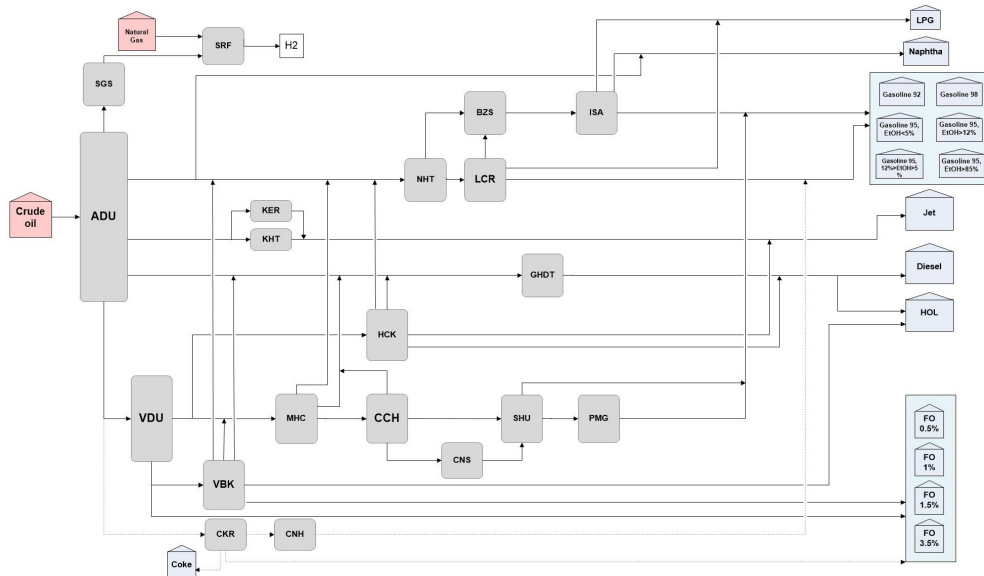 Natural
Gas
SRF
H2
LPG
Naphtha
SGS
BZS
ISA
Gasoline 92
Gasoline 98
Gasoline 95,
EtOH<5%
Gasoline 95,
EtOH>12%
Gasoline 95,
12%>EtOH>5
%
Gasoline 95,
EtOH>85%
NHT
LCR
Crude
oil
ADU
KER
KHT
Jet
GHDT
Diesel
HOL
HCK
VDU
MHC
CCH
SHU
PMG
CNS
VBK
FO
0.5%
FO
1%
FO
1.5%
FO
3.5%
CKR
CNH
Coke